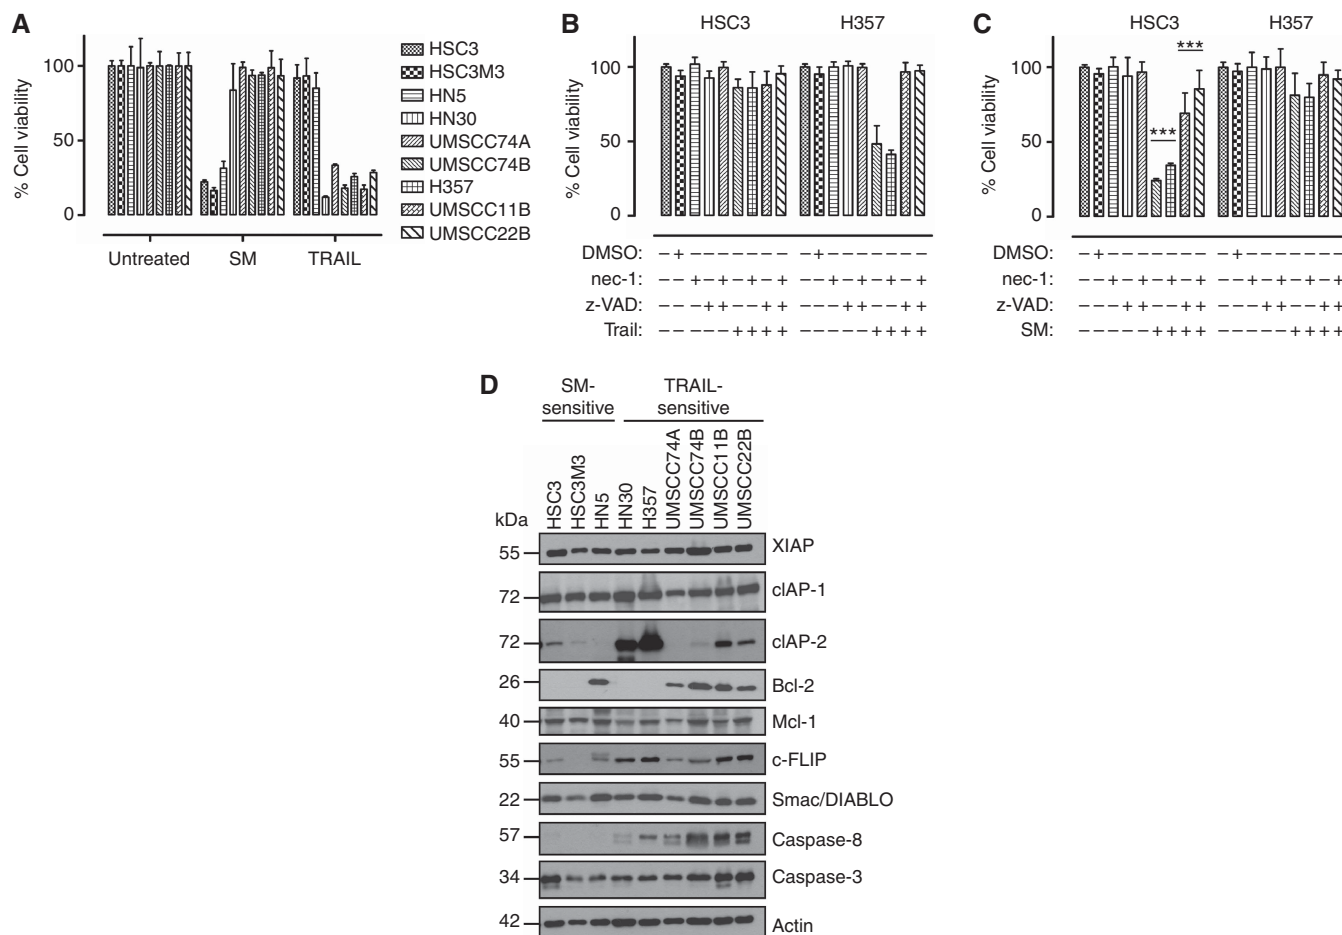 A
% Cell viability
100
50
0
Untreated
SM
TRAIL
HSC3
HSC3M3
HN5
HN30
UMSCC74A
UMSCC74B
H357
UMSCC11B
UMSCC22B
B
HSC3
H357
% Cell viability
100
50
0
DMSO: – + – – – – – – – – + – – – – – –
nec-1: – – + – + – + – + – – + – + – + – +
z-VAD: – – – + + – – + + – – – + + – – + +
Trail: – – – – – + + + + – – – – – + + + +
C
HSC3
H357
% Cell viability
100
50
0
***
***
DMSO: – + – – – – – – – – + – – – – – –
nec-1: – – + – + – + – + – – + – + – + – +
z-VAD: – – – + + – – + + – – – + + – – + +
SM: – – – – – + + + + – – – – – + + + +
D
SM-
sensitive
TRAIL-
sensitive
kDa
HSC3
HSC3M3
HN5
HN30
H357
UMSCC74A
UMSCC74B
UMSCC11B
UMSCC22B
55 XIAP
72 cIAP-1
72 cIAP-2
26 Bcl-2
40 Mcl-1
55 c-FLIP
22 Smac/DIABLO
57 Caspase-8
34 Caspase-3
42 Actin